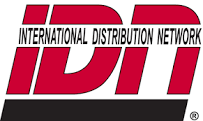 IDN
INTERNATIONAL DISTRIBUTION NETWORK
®